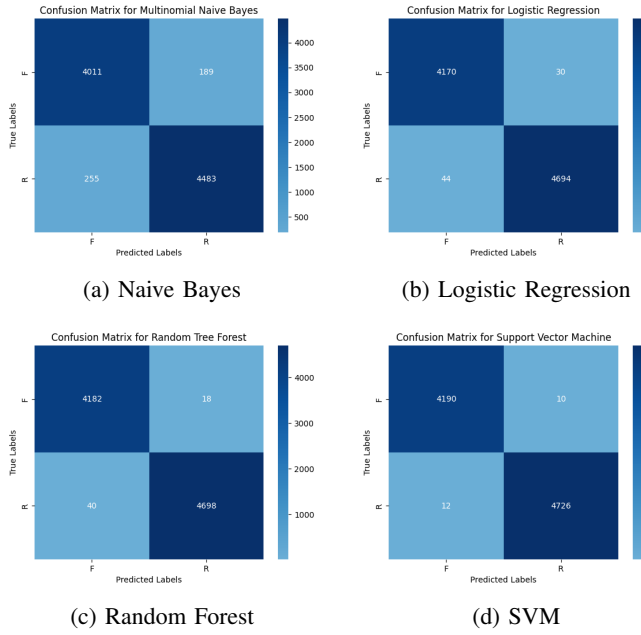 Confusion Matrix for Multinomial Naive Bayes
F
4011
189
4000
3500
3000
2500
2000
1500
1000
500
True Labels
R
255
4483
F
R
Predicted Labels
(a) Naive Bayes
Confusion Matrix for Logistic Regression
F
4170
30
True Labels
R
44
4694
F
R
Predicted Labels
(b) Logistic Regression
Confusion Matrix for Random Tree Forest
F
4182
18
4000
3000
2000
1000
True Labels
R
40
4698
F
R
Predicted Labels
(c) Random Forest
Confusion Matrix for Support Vector Machine
F
4190
10
True Labels
R
12
4726
F
R
Predicted Labels
(d) SVM